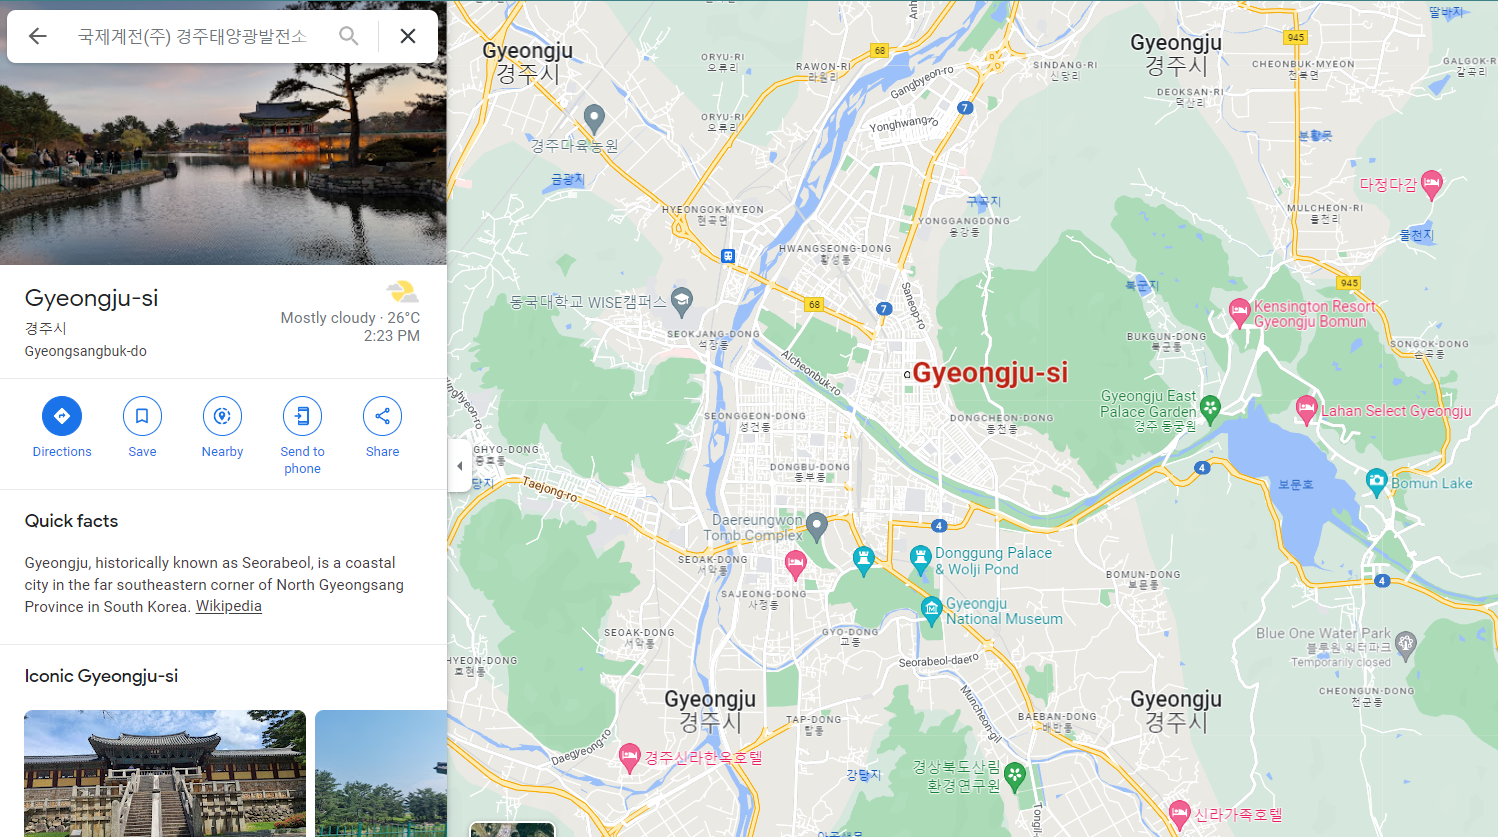 국제계전(주) 경주태양광발전소
Gyeongju-si
경주시
Gyeongsangbuk-do
Mostly cloudy · 26°C
2:23 PM
Directions
Save
Nearby
Send to
phone
Share
Quick facts
Gyeongju, historically known as Seorabeol, is a coastal
city in the far southeastern corner of North Gyeongsang
Province in South Korea. Wikipedia
Iconic Gyeongju-si
Gyeongju
경주시
ORYU-RI
오류리
RAWON-RI
라원리
68
Gangbyeon-ro
SINDANG-RI
신당리
Gyeongju
경주시
945
CHEONBUK-MYEON
천북면
GALGOK-R
갈곡리
DEOKSAN-RI
덕산리
7
Yonghwang-ro
ORYU-RI
오류리
금광지
HYEONGOK-MYEON
현곡면
YONGGANGDONG
용강동
구곡지
다정다감
MULCHEON-RI
물천리
물천지
HWANGSEONG-DONG
황성동
동국대학교 WISE캠퍼스
68
7
Saneop-ro
945
Kensington Resort
Gyeongju Bomun
SEOKJANG-DONG
석장동
BUKGUN-DONG
북군동
북군지
SONGOK-DONG
손곡동
Alcheonbuk-ro
Gyeongju-si
Gyeongju East
Palace Garden
경주 동궁원
Lahan Select Gyeongju
SEONGGEON-DONG
성건동
DONGCHEON-DONG
동천동
GHYO-DONG
충효동
DONGBU-DONG
동부동
4
보문호
Bomun Lake
Taejong-ro
Daereungwon
Tomb Complex
4
Donggung Palace
& Wolji Pond
SEOAK-DONG
서악동
BOMUN-DONG
보문동
4
SAJEONG-DONG
사정동
Gyeongju
National Museum
SEOAK-DONG
서악동
GYO-DONG
교동
Blue One Water Park
블루원 워터파크
Temporarily closed
HYEON-DONG
효현동
Seorabeol-daero
Muncheon-gil
CHEONGUN-DONG
천군동
Gyeongju
경주시
TAP-DONG
탑동
BAEBAN-DONG
배반동
Gyeongju
경주시
Daegyeong-ro
경주신라한옥호텔
강당지
경상북도산림
환경연구원
신라가족호텔